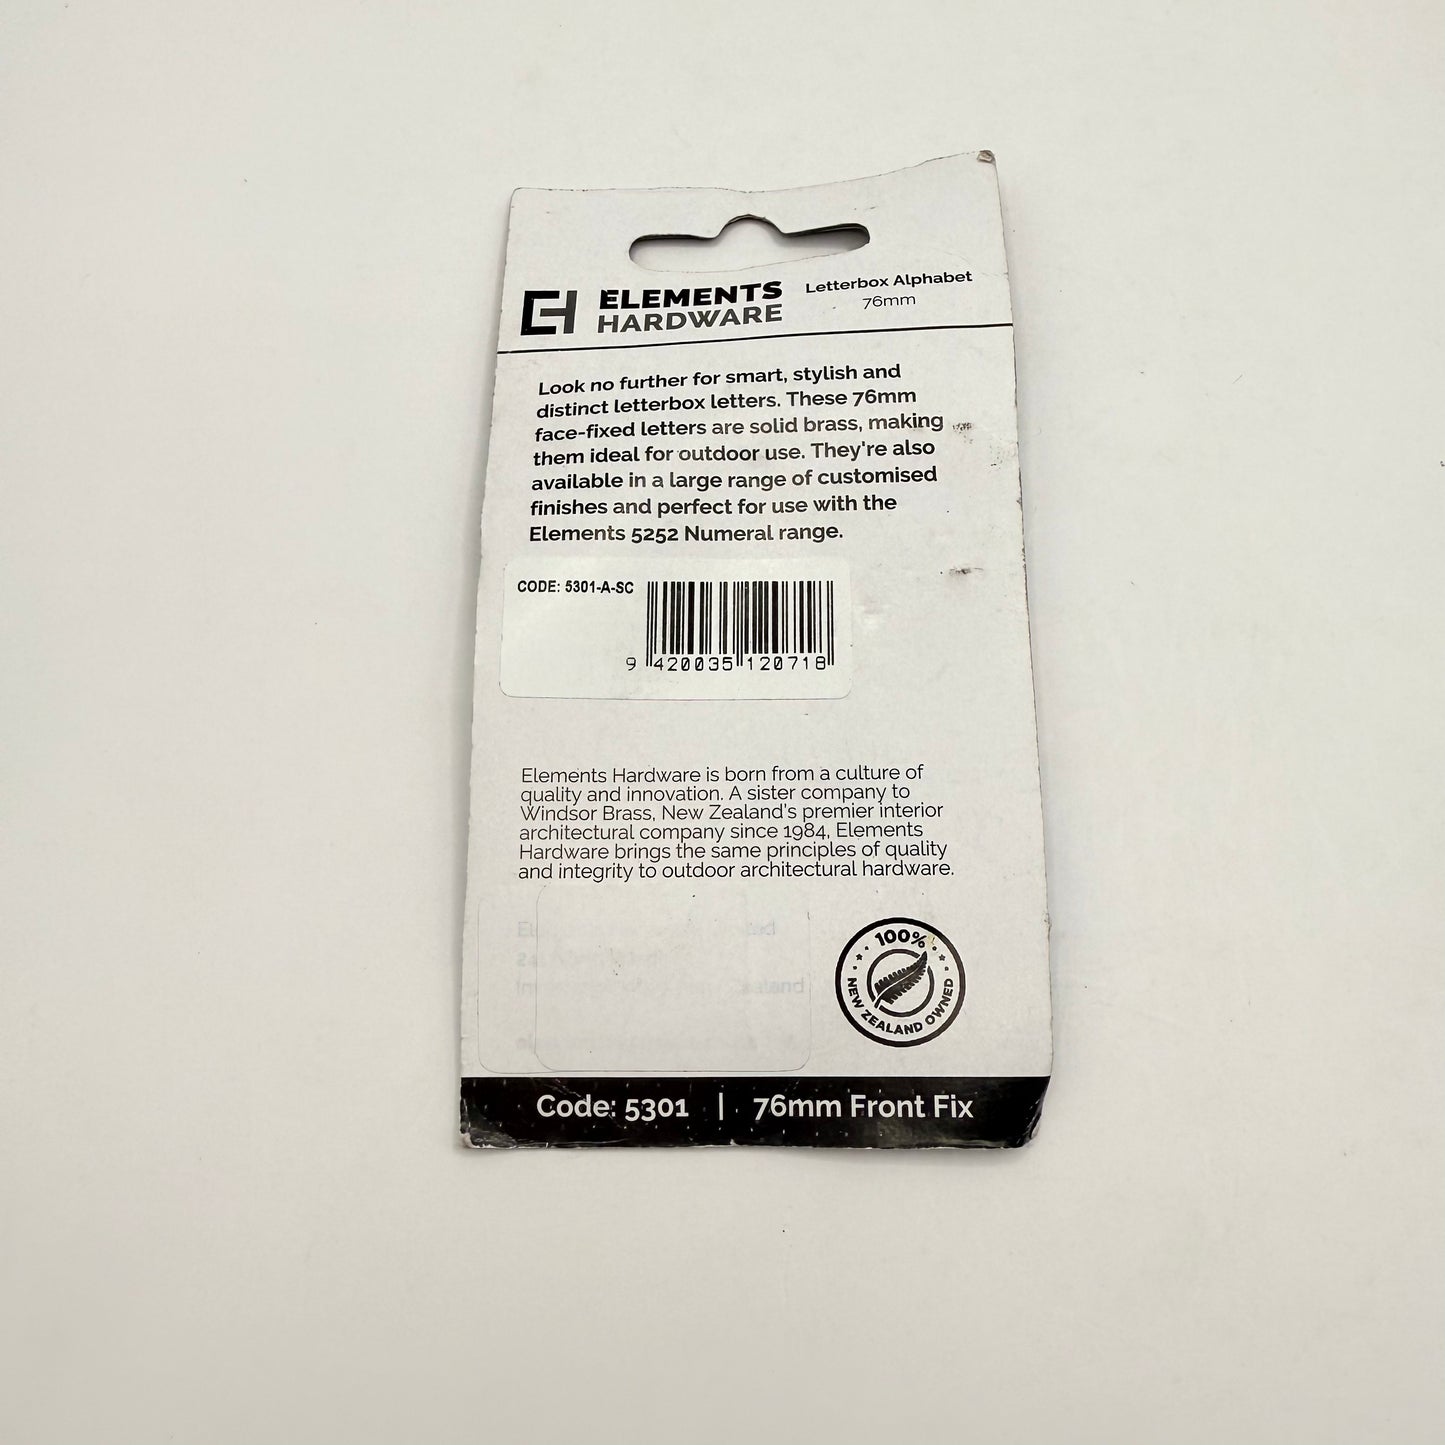 ELEMENTS
HARDWARE
Letterbox Alphabet
76mm
Look no further for smart, stylish and
distinct letterbox letters. These 76mm
face-fixed letters are solid brass, making
them ideal for outdoor use. They're also
available in a large range of customised
finishes and perfect for use with the
Elements 5252 Numeral range.
CODE: 5301-A-SC
9 420035 120718
Elements Hardware is born from a culture of
quality and innovation. A sister company to
Windsor Brass, New Zealand's premier interior
architectural company since 1984, Elements
Hardware brings the same principles of quality
and integrity to outdoor architectural hardware.
100%
NEW ZEALAND OWNED
Code: 5301 | 76mm Front Fix